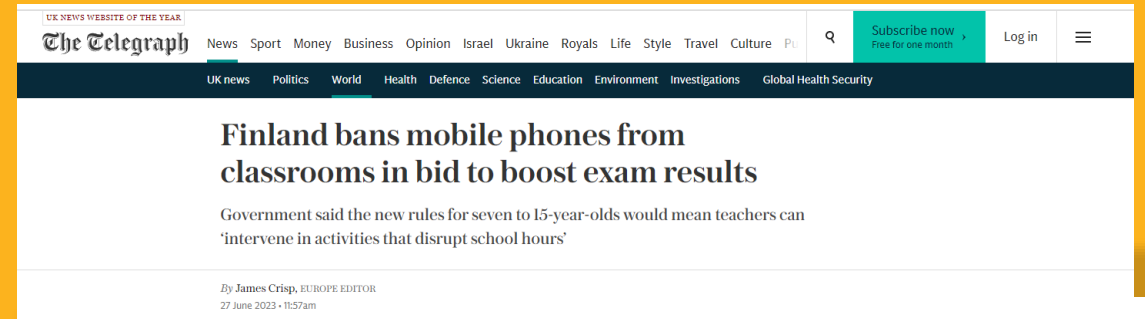 UK NEWS WEBSITE OF THE YEAR
The Telegraph
News Sport Money Business Opinion Israel Ukraine Royals Life Style Travel Culture
Subscribe now
Free for one month
Log in
UK news Politics World Health Defence Science Education Environment Investigations Global Health Security
Finland bans mobile phones from
classrooms in bid to boost exam results
Government said the new rules for seven to 15-year-olds would mean teachers can
‘intervene in activities that disrupt school hours’
By James Crisp, EUROPE EDITOR
27 June 2023 • 11:57am